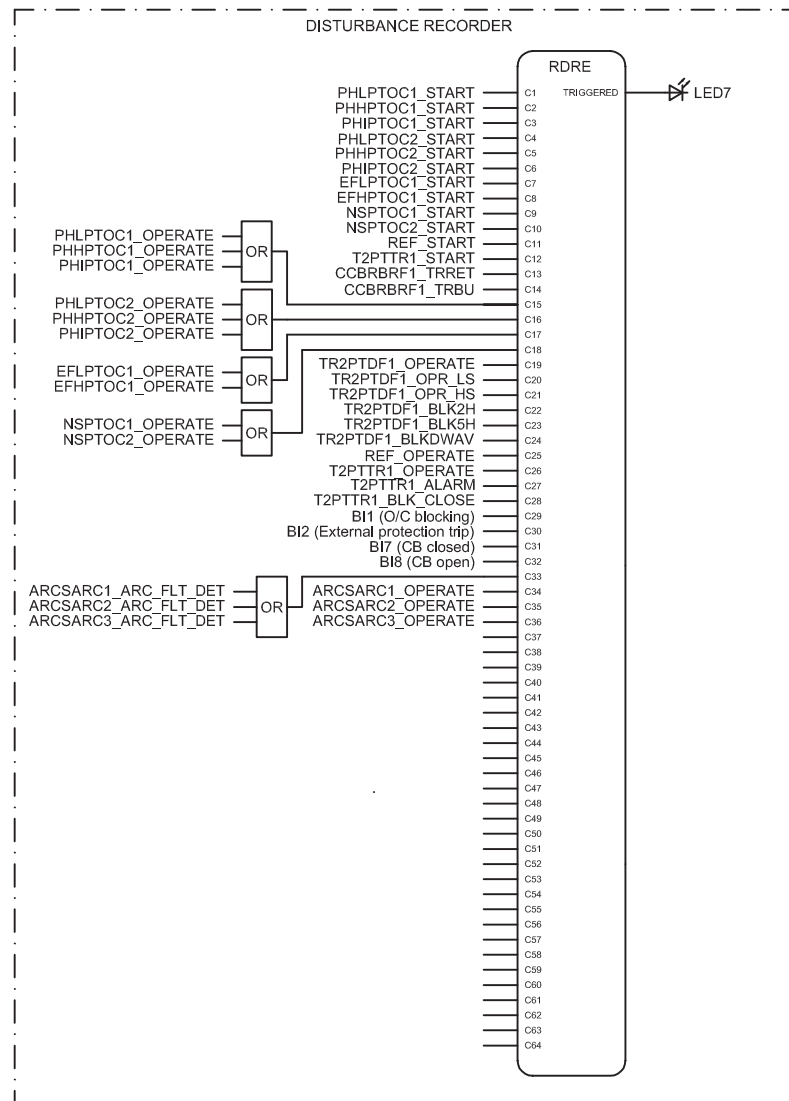 DISTURBANCE RECORDER
RDRE
TRIGGERED
LED7
PHLPTOC1_START C1
PHHPTOC1_START C2
PHIPTOC1_START C3
PHLPTOC2_START C4
PHHPTOC2_START C5
PHIPTOC2_START C6
EFLPTOC1_START C7
EFHPTOC1_START C8
NSPTOC1_START C9
NSPTOC2_START C10
REF_START C11
T2PTTR1_START C12
CCBRBRF1_TRRET C13
CCBRBRF1_TRBU C14
PHLPTOC1_OPERATE
PHHPTOC1_OPERATE
PHIPTOC1_OPERATE
OR
C15
PHLPTOC2_OPERATE
PHHPTOC2_OPERATE
PHIPTOC2_OPERATE
OR
C16
EFLPTOC1_OPERATE
EFHPTOC1_OPERATE
OR
C17
NSPTOC1_OPERATE
NSPTOC2_OPERATE
OR
C18
TR2PTDF1_OPERATE C19
TR2PTDF1_OPR_LS C20
TR2PTDF1_OPR_HS C21
TR2PTDF1_BLK2H C22
TR2PTDF1_BLK5H C23
TR2PTDF1_BLKDWAV C24
REF_OPERATE C25
T2PTTR1_OPERATE C26
T2PTTR1_ALARM C27
T2PTTR1_BLK_CLOSE C28
BI1 (O/C blocking) C29
BI2 (External protection trip) C30
BI7 (CB closed) C31
BI8 (CB open) C32
ARCSARC1_ARC_FLT_DET
ARCSARC2_ARC_FLT_DET
ARCSARC3_ARC_FLT_DET
OR
C33
ARCSARC1_OPERATE C34
ARCSARC2_OPERATE C35
ARCSARC3_OPERATE C36
C37
C38
C39
C40
C41
C42
C43
C44
C45
C46
C47
C48
C49
C50
C51
C52
C53
C54
C55
C56
C57
C58
C59
C60
C61
C62
C63
C64